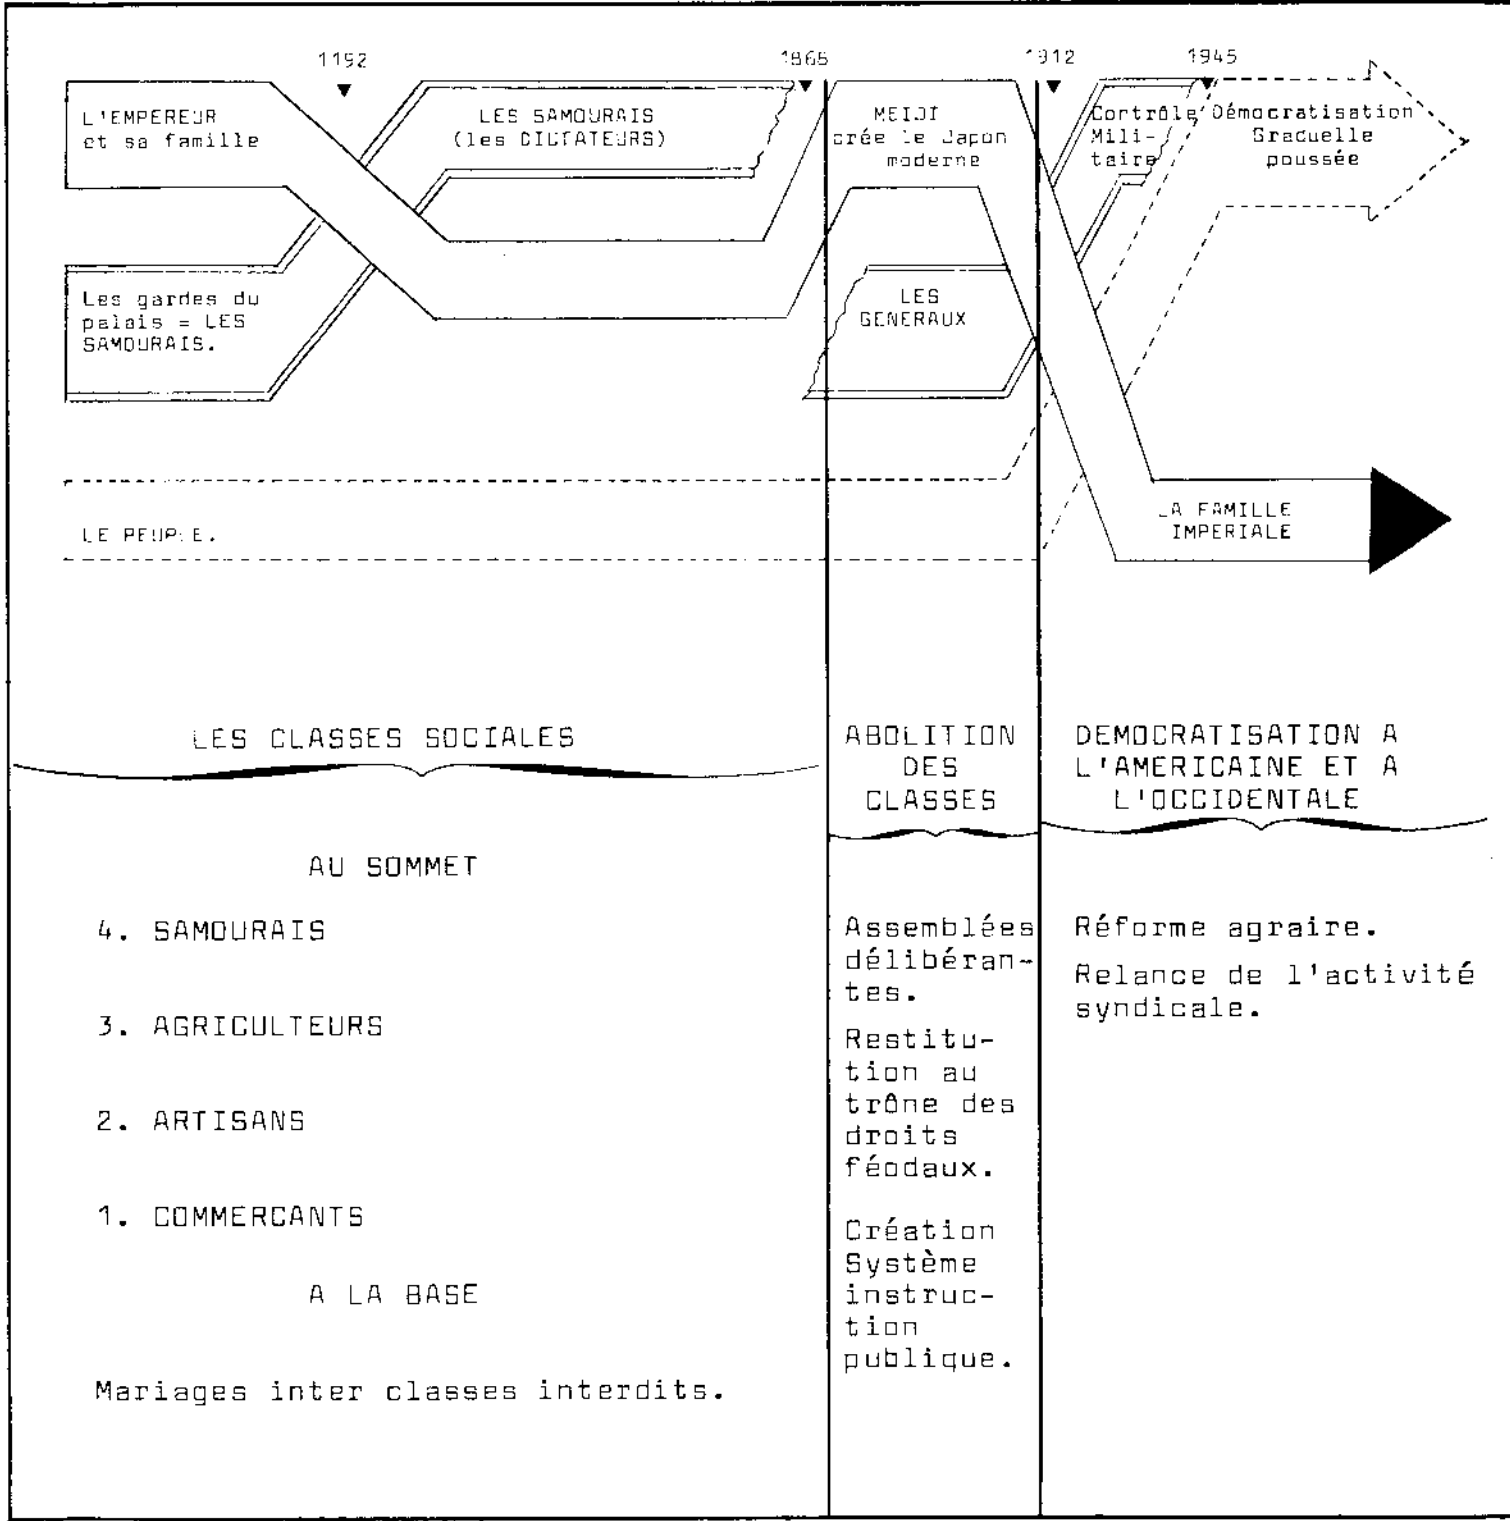 1192
1865
1912
1945
L'EMPEREUR
et sa famille
LES SAMOURAIS
(les DICTATEURS)
MEIJI
crée le Japon
moderne
Contrôle
Mili-
taire
Démocratisation
Graduelle
poussée
Les gardes du
palais = LES
SAMOURAIS.
LES
GENERAUX
LE PEUPLE.
LA FAMILLE
IMPERIALE
LES CLASSES SOCIALES
AU SOMMET
4. SAMOURAIS
3. AGRICULTEURS
2. ARTISANS
1. COMMERCANTS
A LA BASE
Mariages inter classes interdits.
ABOLITION
DES
CLASSES
Assemblées
délibéran-
tes.
Restitu-
tion au
trône des
droits
féodaux.
Création
Système
instruc-
tion
publique.
DEMOCRATISATION A
L'AMERICAINE ET A
L'OCCIDENTALE
Réforme agraire.
Relance de l'activité
syndicale.